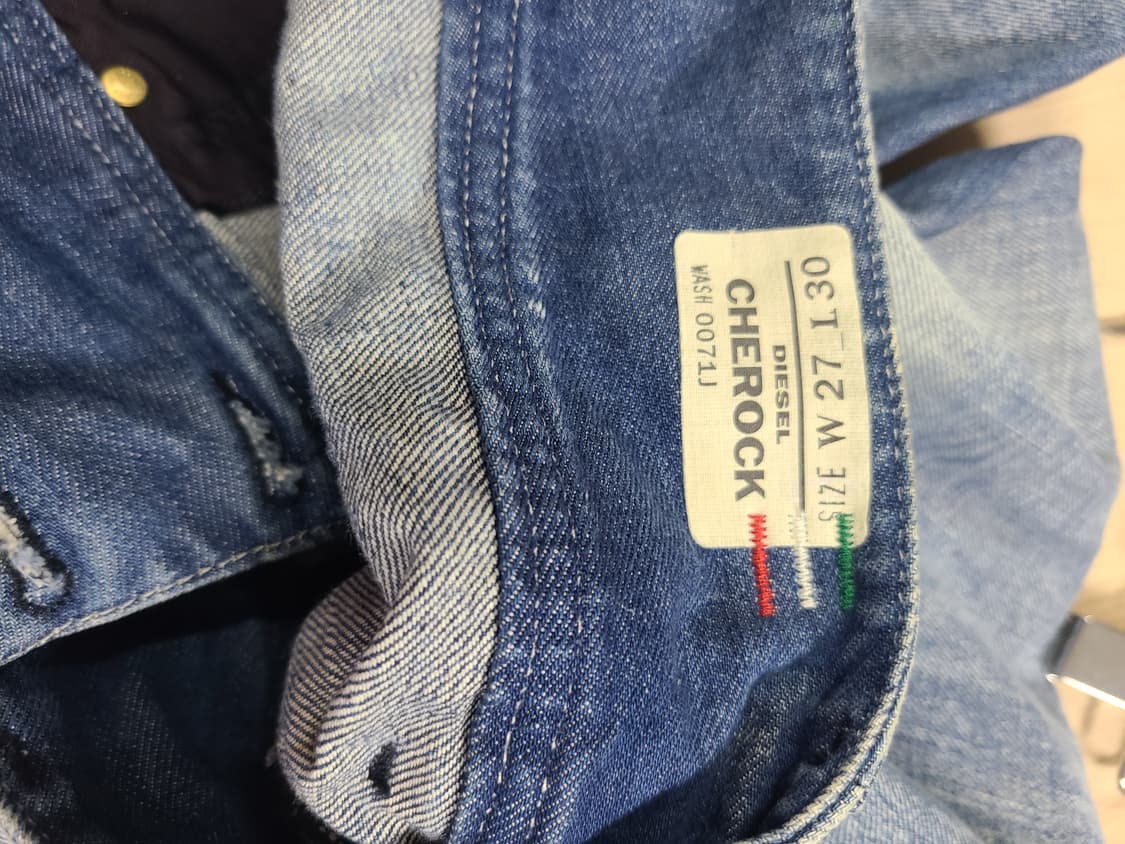 SIZE W 27 L 30
DIESEL
CHEROCK
WASH 0071J